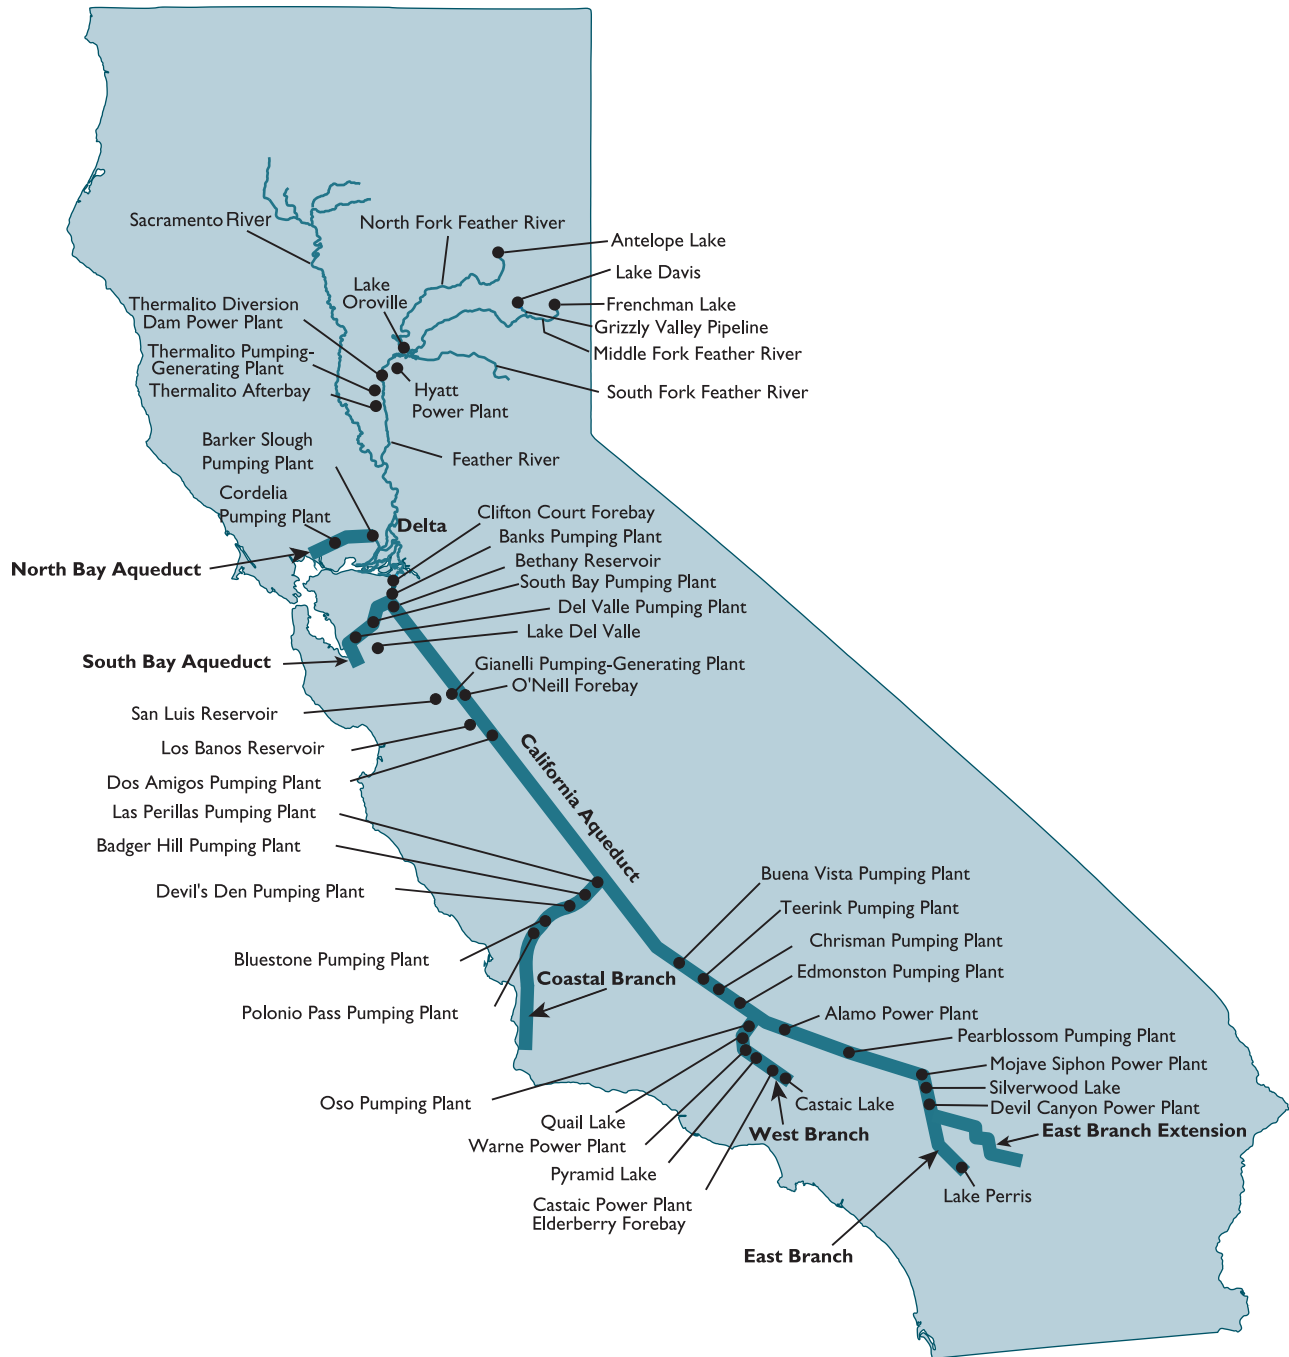 Sacramento River
North Fork Feather River
Antelope Lake
Lake Davis
Lake
Oroville
Frenchman Lake
Thermalito Diversion
Dam Power Plant
Grizzly Valley Pipeline
Thermalito Pumping-
Generating Plant
Middle Fork Feather River
Thermalito Afterbay
Hyatt
Power Plant
South Fork Feather River
Barker Slough
Pumping Plant
Feather River
Cordelia
Pumping Plant
Delta
Clifton Court Forebay
Banks Pumping Plant
Bethany Reservoir
North Bay Aqueduct
South Bay Pumping Plant
Del Valle Pumping Plant
Lake Del Valle
South Bay Aqueduct
Gianelli Pumping-Generating Plant
O'Neill Forebay
San Luis Reservoir
Los Banos Reservoir
Dos Amigos Pumping Plant
California Aqueduct
Las Perillas Pumping Plant
Badger Hill Pumping Plant
Devil's Den Pumping Plant
Buena Vista Pumping Plant
Teerink Pumping Plant
Chrisman Pumping Plant
Bluestone Pumping Plant
Edmonston Pumping Plant
Coastal Branch
Polonio Pass Pumping Plant
Alamo Power Plant
Pearblossom Pumping Plant
Mojave Siphon Power Plant
Silverwood Lake
Oso Pumping Plant
Castaic Lake
Devil Canyon Power Plant
Quail Lake
West Branch
East Branch Extension
Warne Power Plant
Pyramid Lake
Lake Perris
Castaic Power Plant
Elderberry Forebay
East Branch